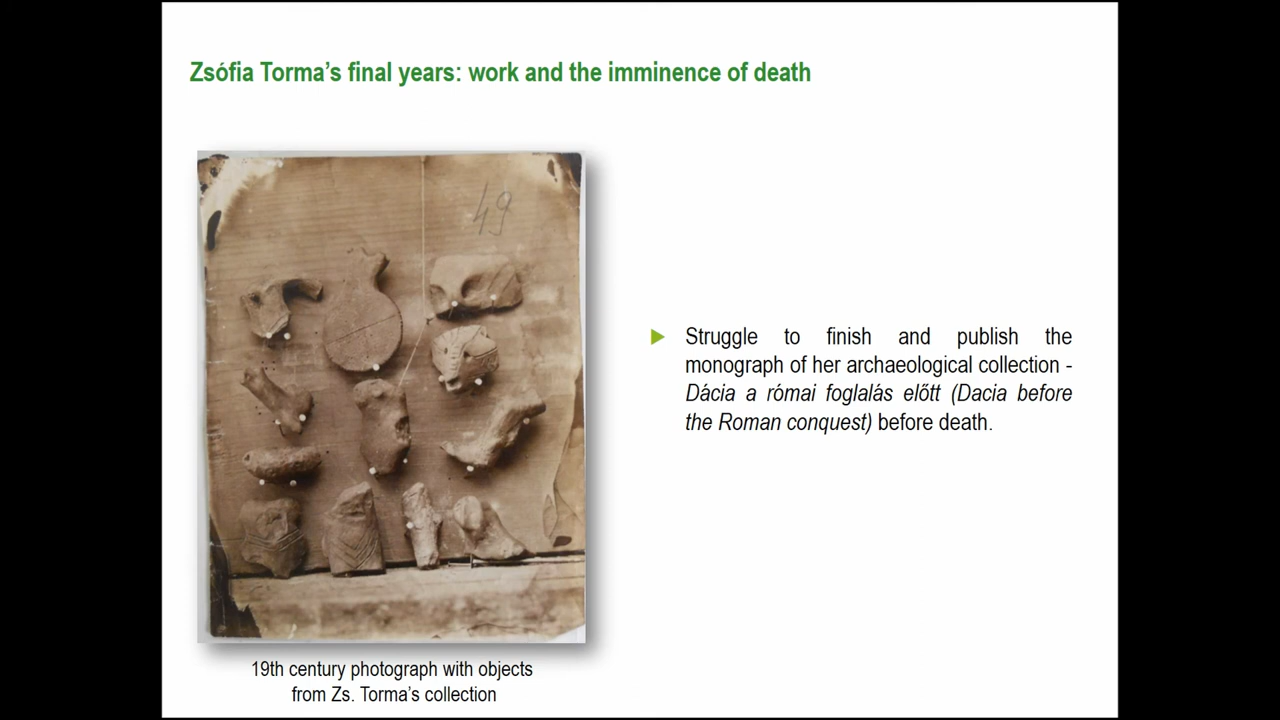 Zsófia Torma's final years: work and the imminence of death
49
Struggle to finish and publish the
monograph of her archaeological collection -
Dácia a római foglalás előtt (Dacia before
the Roman conquest) before death.
19th century photograph with objects
from Zs. Torma's collection